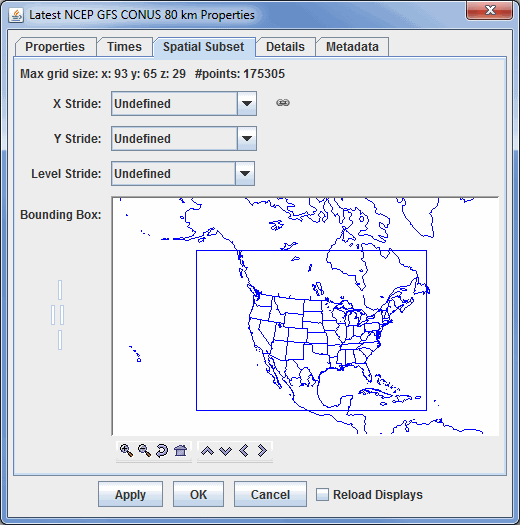 Latest NCEP GFS CONUS 80 km Properties
Properties Times Spatial Subset Details Metadata
Max grid size: x: 93 y: 65 z: 29 #points: 175305
X Stride: Undefined
Y Stride: Undefined
Level Stride: Undefined
Bounding Box:
Apply OK Cancel Reload Displays